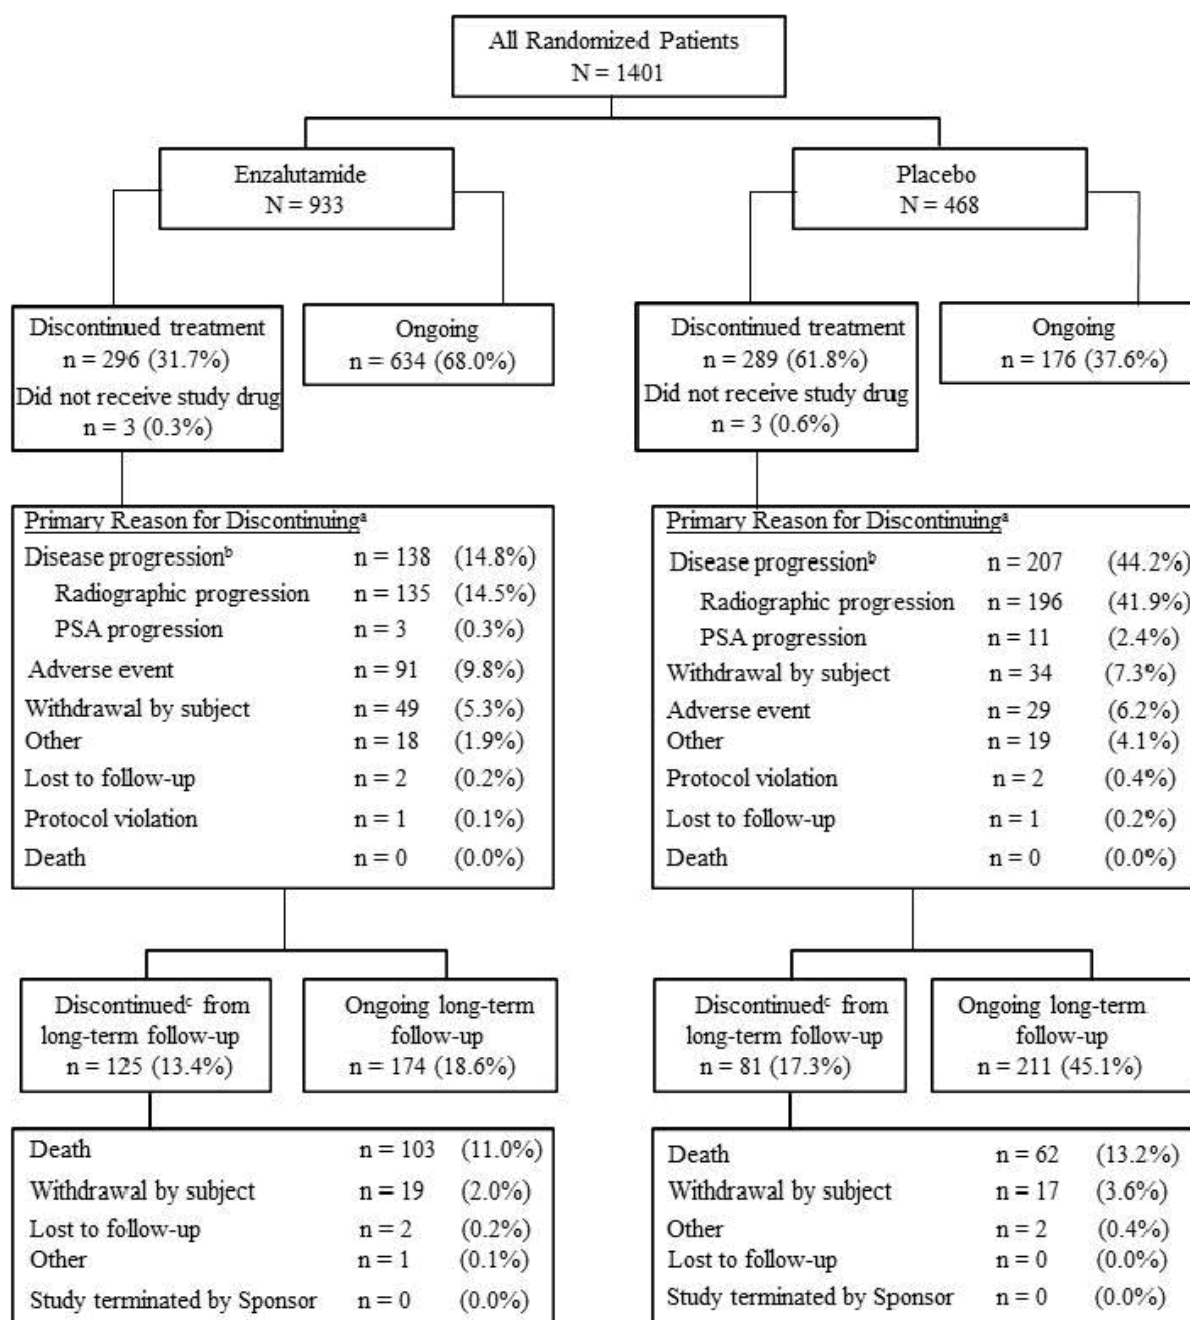 All Randomized Patients
N = 1401
Enzalutamide
N = 933
Placebo
N = 468
Discontinued treatment
n = 296 (31.7%)
Did not receive study drug
n = 3 (0.3%)
Ongoing
n = 634 (68.0%)
Discontinued treatment
n = 289 (61.8%)
Did not receive study drug
n = 3 (0.6%)
Ongoing
n = 176 (37.6%)
Primary Reason for Discontinuingᵃ
Disease progressionᵇ n = 138 (14.8%)
Radiographic progression n = 135 (14.5%)
PSA progression n = 3 (0.3%)
Adverse event n = 91 (9.8%)
Withdrawal by subject n = 49 (5.3%)
Other n = 18 (1.9%)
Lost to follow-up n = 2 (0.2%)
Protocol violation n = 1 (0.1%)
Death n = 0 (0.0%)
Primary Reason for Discontinuingᵃ
Disease progressionᵇ n = 207 (44.2%)
Radiographic progression n = 196 (41.9%)
PSA progression n = 11 (2.4%)
Withdrawal by subject n = 34 (7.3%)
Adverse event n = 29 (6.2%)
Other n = 19 (4.1%)
Protocol violation n = 2 (0.4%)
Lost to follow-up n = 1 (0.2%)
Death n = 0 (0.0%)
Discontinuedᶜ from
long-term follow-up
n = 125 (13.4%)
Ongoing long-term
follow-up
n = 174 (18.6%)
Discontinuedᶜ from
long-term follow-up
n = 81 (17.3%)
Ongoing long-term
follow-up
n = 211 (45.1%)
Death n = 103 (11.0%)
Withdrawal by subject n = 19 (2.0%)
Lost to follow-up n = 2 (0.2%)
Other n = 1 (0.1%)
Study terminated by Sponsor n = 0 (0.0%)
Death n = 62 (13.2%)
Withdrawal by subject n = 17 (3.6%)
Other n = 2 (0.4%)
Lost to follow-up n = 0 (0.0%)
Study terminated by Sponsor n = 0 (0.0%)